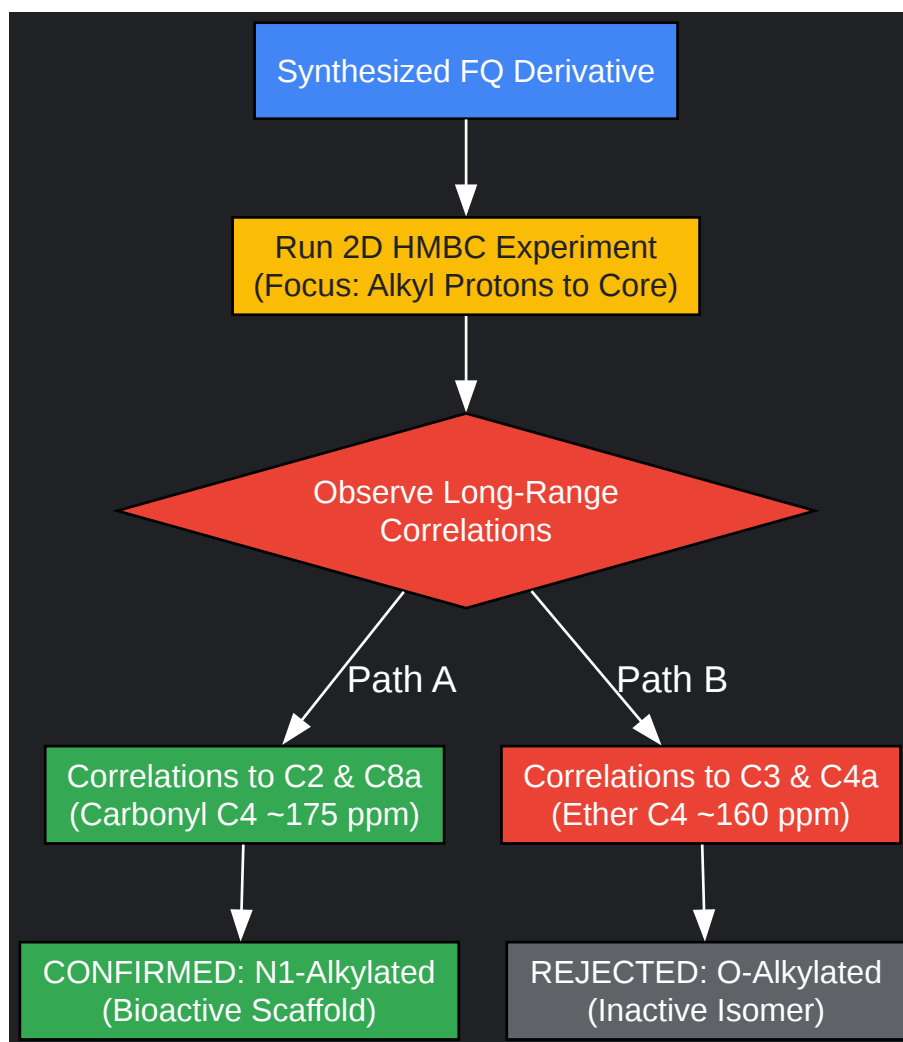 Synthesized FQ Derivative
Run 2D HMBC Experiment
(Focus: Alkyl Protons to Core)
Observe Long-Range
Correlations
Path A
Path B
Correlations to C2 & C8a
(Carbonyl C4 ~175 ppm)
Correlations to C3 & C4a
(Ether C4 ~160 ppm)
CONFIRMED: N1-Alkylated
(Bioactive Scaffold)
REJECTED: O-Alkylated
(Inactive Isomer)